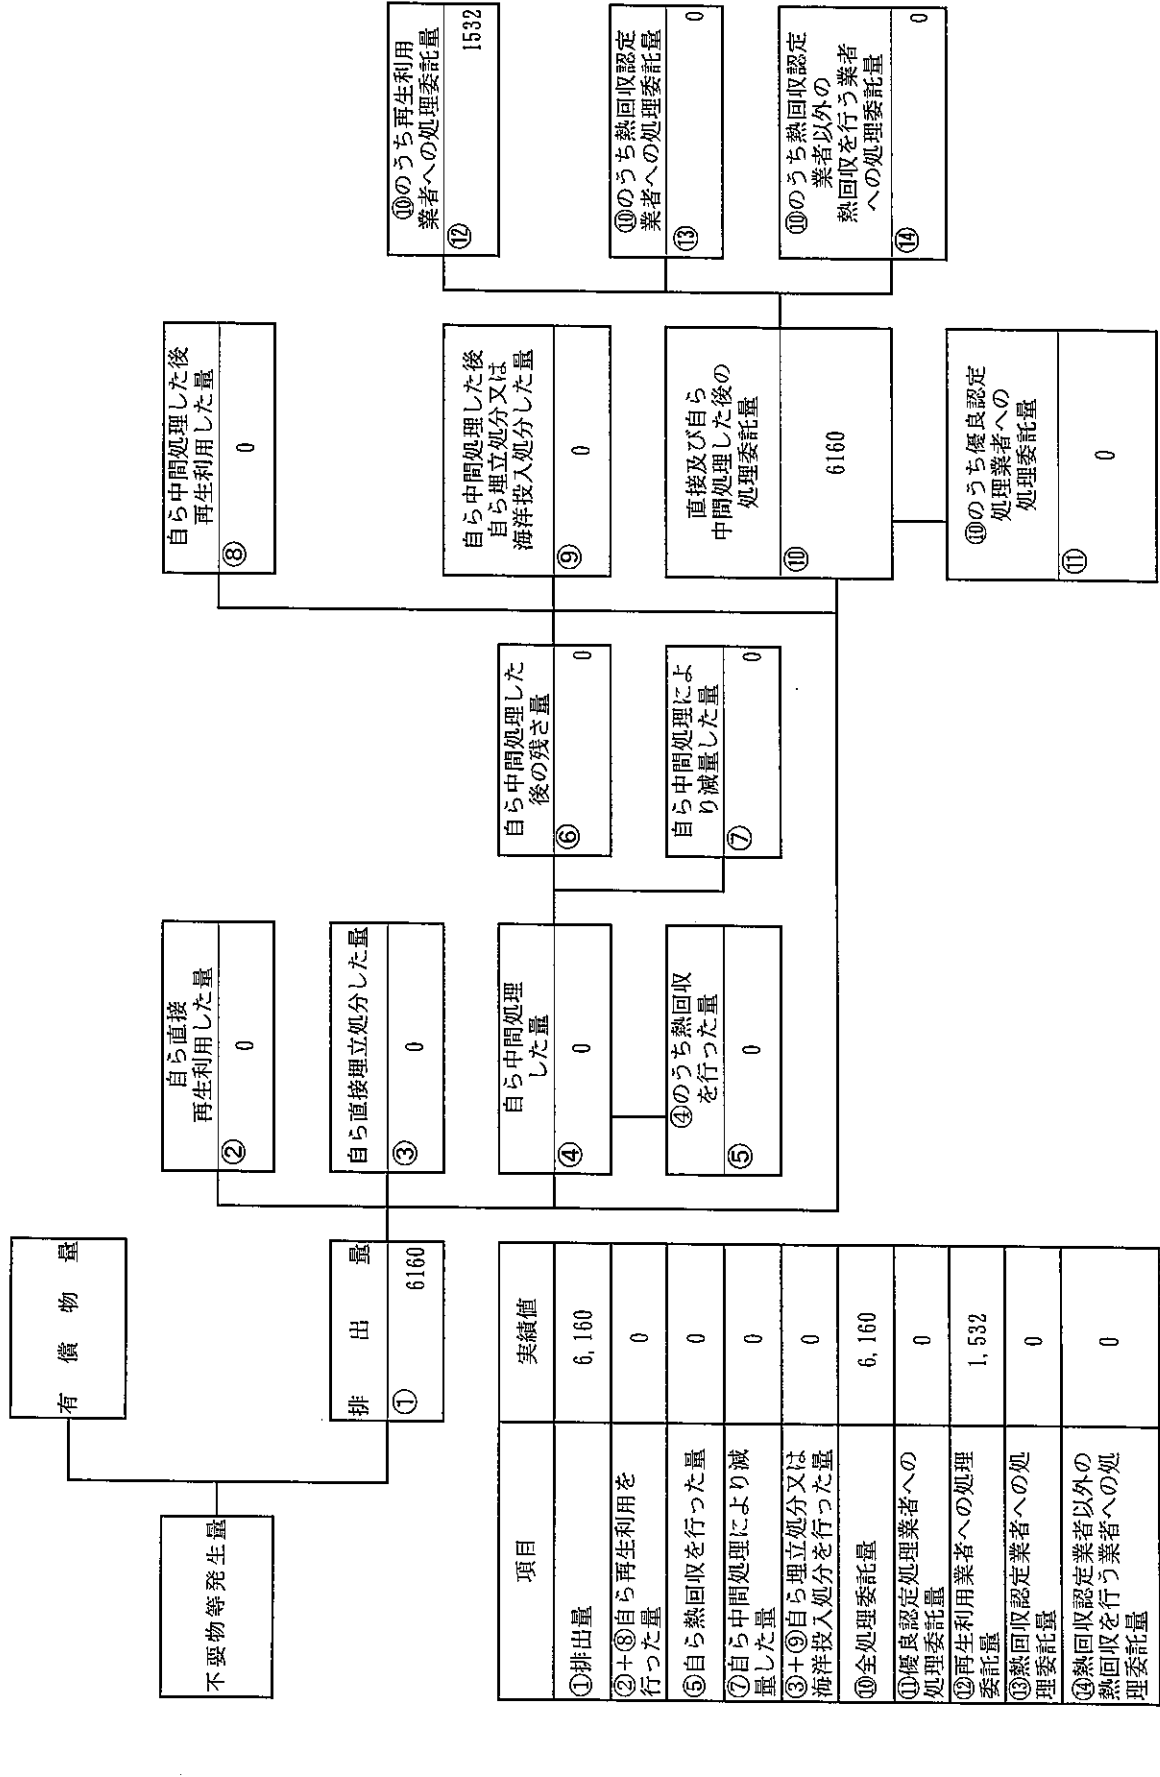 不要物等発生量
有償物量
排出量
① 6160
自ら直接
再生利用した量
② 0
自ら直接埋立処分した量
③ 0
自ら中間処理
した量
④ 0
④のうち熱回収
を行った量
⑤ 0
自ら中間処理した
後の残さ量
⑥ 0
自ら中間処理によ
り減量した量
⑦ 0
自ら中間処理した後
再生利用した量
⑧ 0
自ら中間処理した後
自ら埋立処分又は
海洋投入処分した量
⑨ 0
直接及び自ら
中間処理した後の
処理委託量
⑩ 6160
⑩のうち優良認定
処理業者への
処理委託量
⑪ 0
⑩のうち再生利用
業者への処理委託量
⑫ 1532
⑩のうち熱回収認定
業者への処理委託量
⑬ 0
⑩のうち熱回収認定
業者以外の
熱回収を行う業者
への処理委託量
⑭ 0
項目 実績値
①排出量 6,160
②+⑧自ら再生利用を
行った量 0
⑤自ら熱回収を行った量 0
⑦自ら中間処理により減
量した量 0
③+⑨自ら埋立処分又は
海洋投入処分を行った量 0
⑩全処理委託量 6,160
⑪優良認定処理業者への
処理委託量 0
⑫再生利用業者への処理
委託量 1,532
⑬熱回収認定業者への処
理委託量 0
⑭熱回収認定業者以外の
熱回収を行う業者への処
理委託量 0